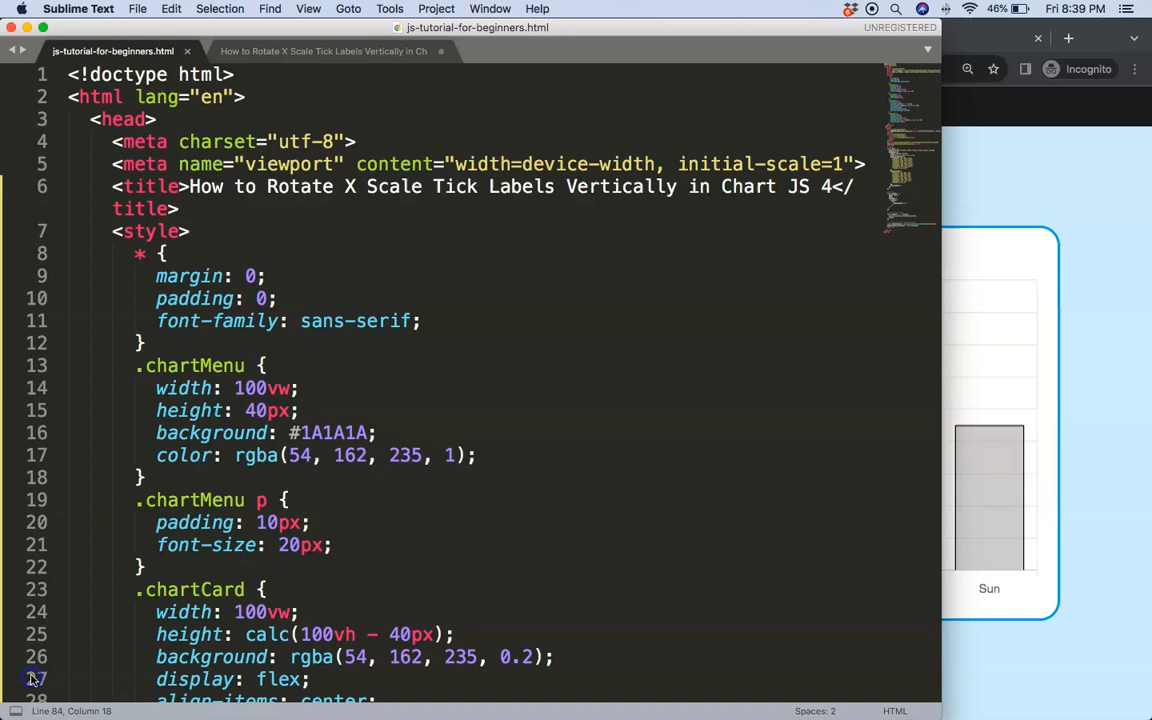 Sublime Text File Edit Selection Find View Goto Tools Project Window Help 46% Fri 8:39 PM
js-tutorial-for-beginners.html UNREGISTERED
js-tutorial-for-beginners.html × How to Rotate X Scale Tick Labels Vertically in Ch
Incognito
1 <!doctype html>
2 <html lang="en">
3 <head>
4 <meta charset="utf-8">
5 <meta name="viewport" content="width=device-width, initial-scale=1">
6 <title>How to Rotate X Scale Tick Labels Vertically in Chart JS 4</
title>
7 <style>
8 * {
9 margin: 0;
10 padding: 0;
11 font-family: sans-serif;
12 }
13 .chartMenu {
14 width: 100vw;
15 height: 40px;
16 background: #1A1A1A;
17 color: rgba(54, 162, 235, 1);
18 }
19 .chartMenu p {
20 padding: 10px;
21 font-size: 20px;
22 }
23 .chartCard {
24 width: 100vw;
25 height: calc(100vh - 40px);
26 background: rgba(54, 162, 235, 0.2);
27 display: flex;
28 align-items: center;
Sun
Line 84, Column 18 Spaces: 2 HTML